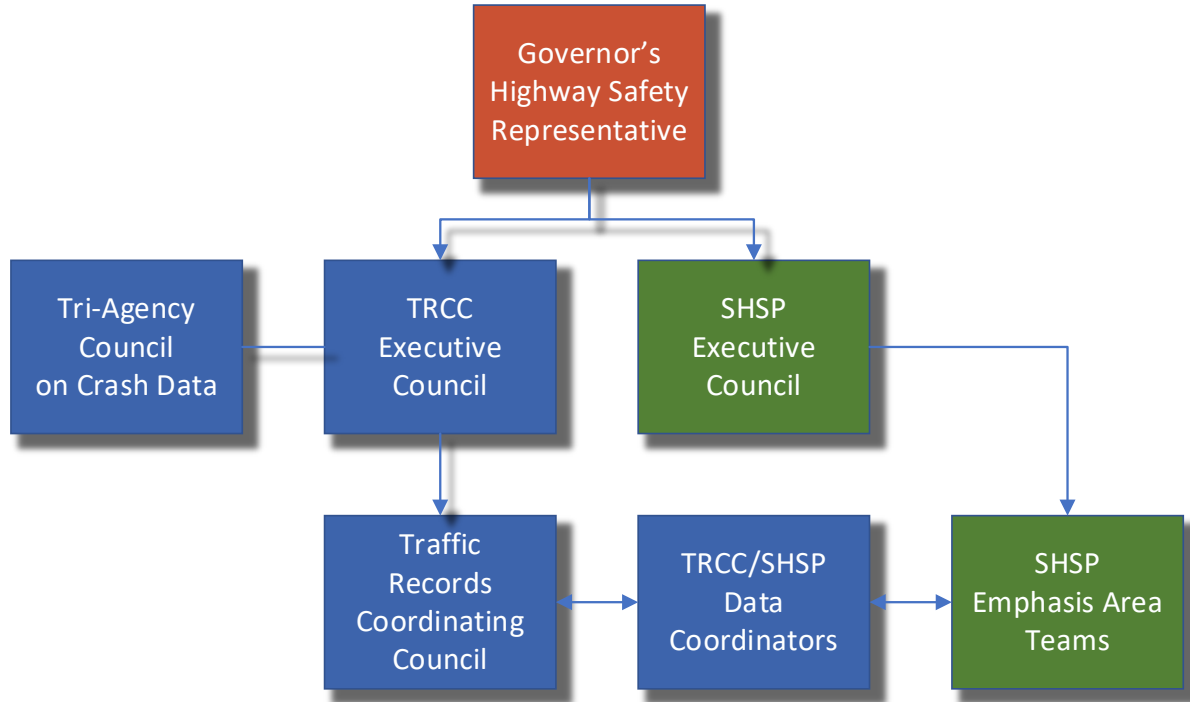 Governor’s
Highway Safety
Representative
Tri-Agency
Council
on Crash Data
TRCC
Executive
Council
SHSP
Executive
Council
Traffic
Records
Coordinating
Council
TRCC/SHSP
Data
Coordinators
SHSP
Emphasis Area
Teams